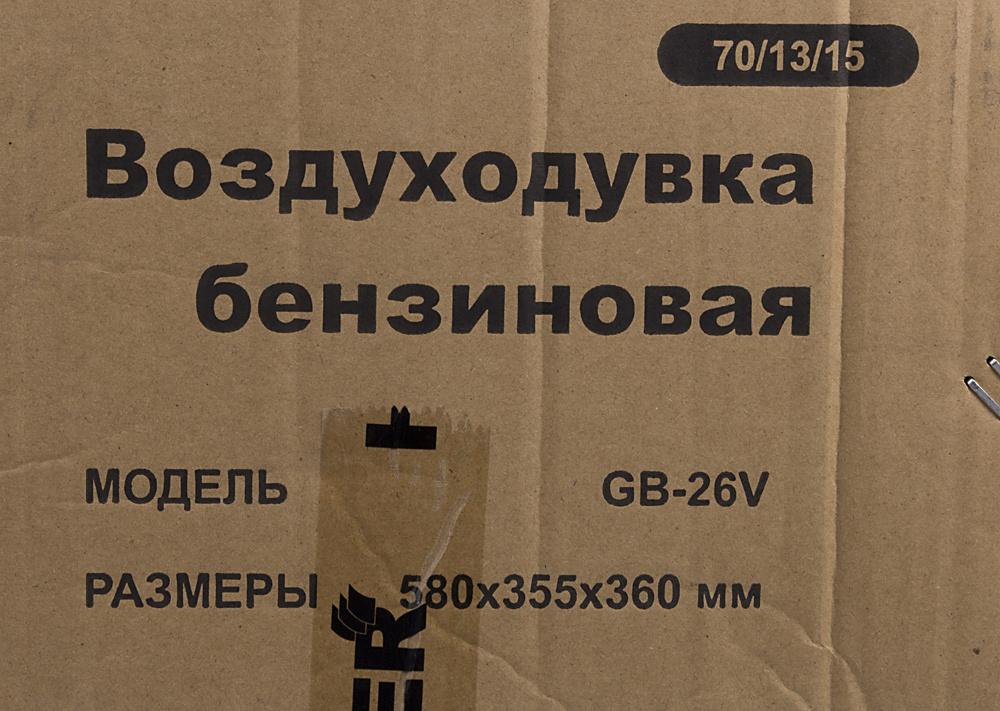 70/13/15
Воздуходувка
бензиновая
МОДЕЛЬ GB-26V
РАЗМЕРЫ 580x355x360 мм